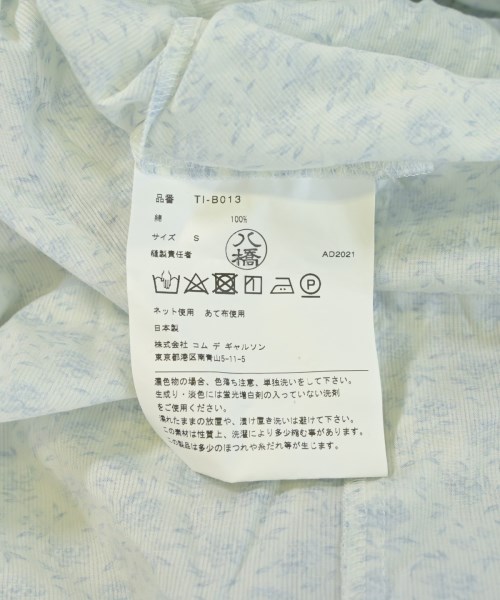 品番 TI-B013
綿 100%
サイズ S
八橋
縫製責任者 AD2021
P
ネット使用 あて布使用
日本製
株式会社 コム デ ギャルソン
東京都港区南青山5-11-5
濃色物の場合、色落ち注意、単独洗いをして下さい。
生成り・淡色には蛍光増白剤の入っていない洗剤
をご使用ください。
濡れたままの放置や、漬け置き洗いは避けて下さい。
この素材は性質上、洗濯により多少縮む事があります。
この製品は多少のほつれや糸だれ等が生じます。